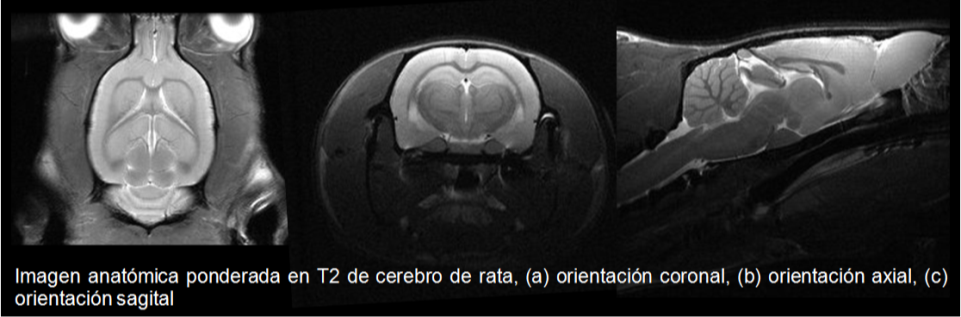 Imagen anatómica ponderada en T2 de cerebro de rata, (a) orientación coronal, (b) orientación axial, (c)
orientación sagital